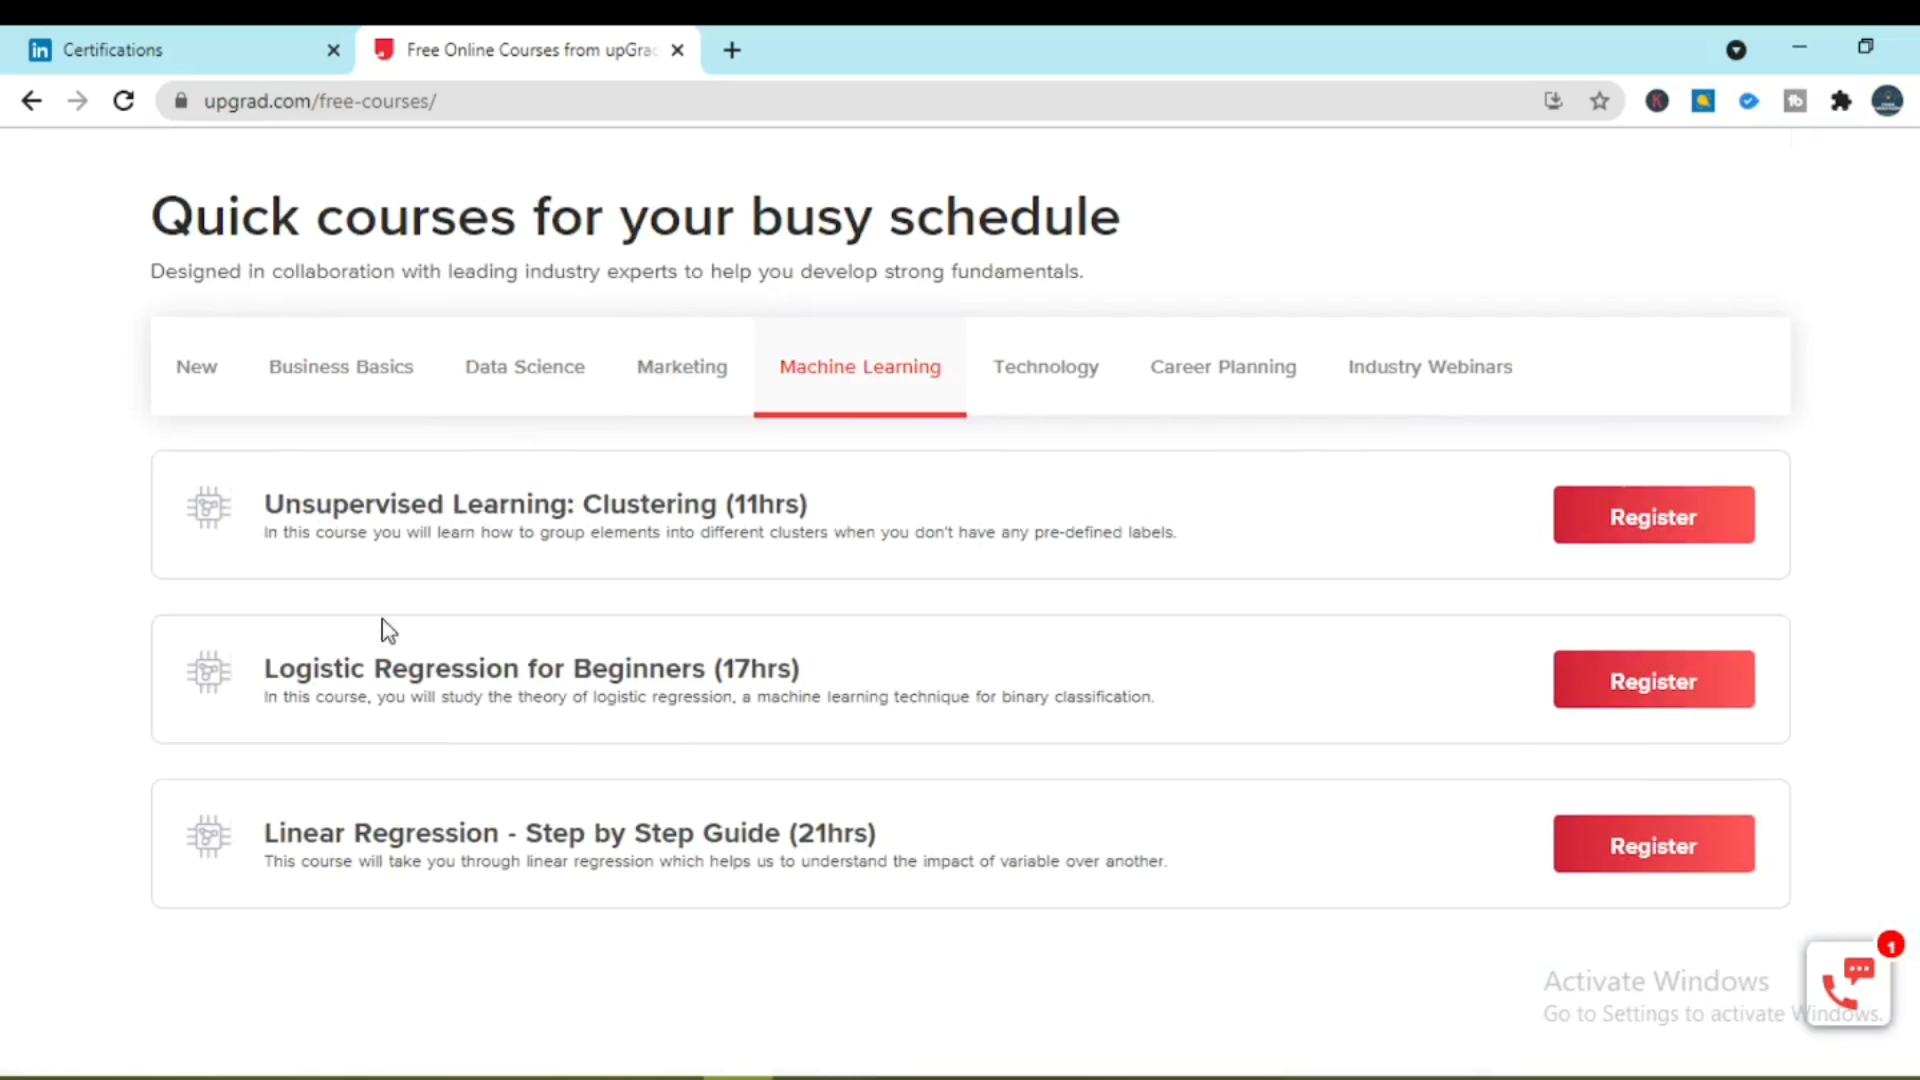 in Certifications
Free Online Courses from upGrad
upgrad.com/free-courses/
Quick courses for your busy schedule
Designed in collaboration with leading industry experts to help you develop strong fundamentals.
New Business Basics Data Science Marketing Machine Learning Technology Career Planning Industry Webinars
Unsupervised Learning: Clustering (11hrs)
In this course you will learn how to group elements into different clusters when you don't have any pre-defined labels.
Register
Logistic Regression for Beginners (17hrs)
In this course, you will study the theory of logistic regression, a machine learning technique for binary classification.
Register
Linear Regression - Step by Step Guide (21hrs)
This course will take you through linear regression which helps us to understand the impact of variable over another.
Register
1
Activate Windows
Go to Settings to activate Windows.